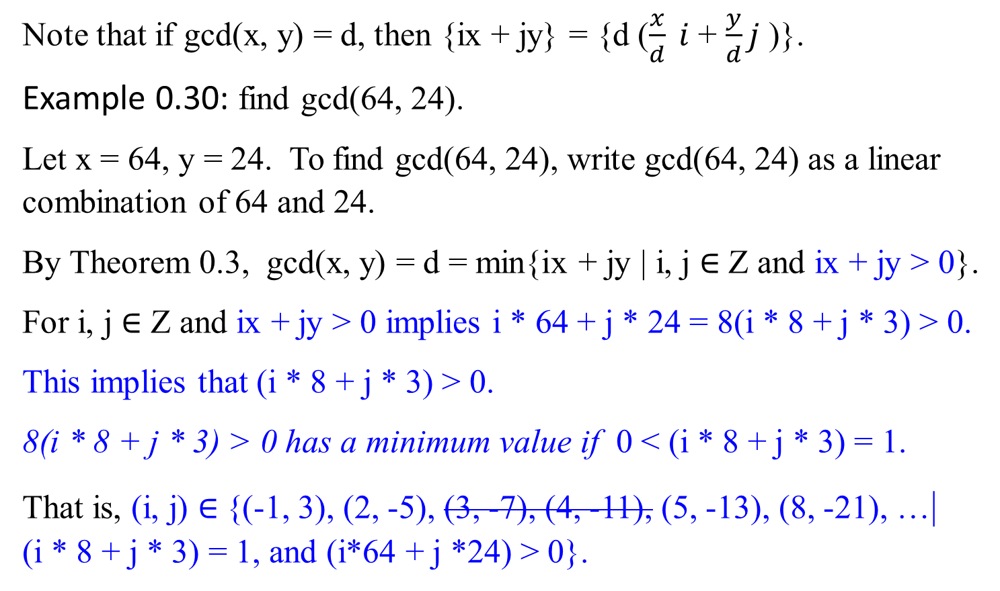 Note that if gcd(x, y) = d, then {ix + jy} = {d (x/d i + y/d j )}.
Example 0.30: find gcd(64, 24).
Let x = 64, y = 24. To find gcd(64, 24), write gcd(64, 24) as a linear
combination of 64 and 24.
By Theorem 0.3, gcd(x, y) = d = min{ix + jy | i, j ∈ Z and ix + jy > 0}.
For i, j ∈ Z and ix + jy > 0 implies i * 64 + j * 24 = 8(i * 8 + j * 3) > 0.
This implies that (i * 8 + j * 3) > 0.
8(i * 8 + j * 3) > 0 has a minimum value if 0 < (i * 8 + j * 3) = 1.
That is, (i, j) ∈ {(-1, 3), (2, -5), (3, -7), (4, -11), (5, -13), (8, -21), …|
(i * 8 + j * 3) = 1, and (i*64 + j *24) > 0}.